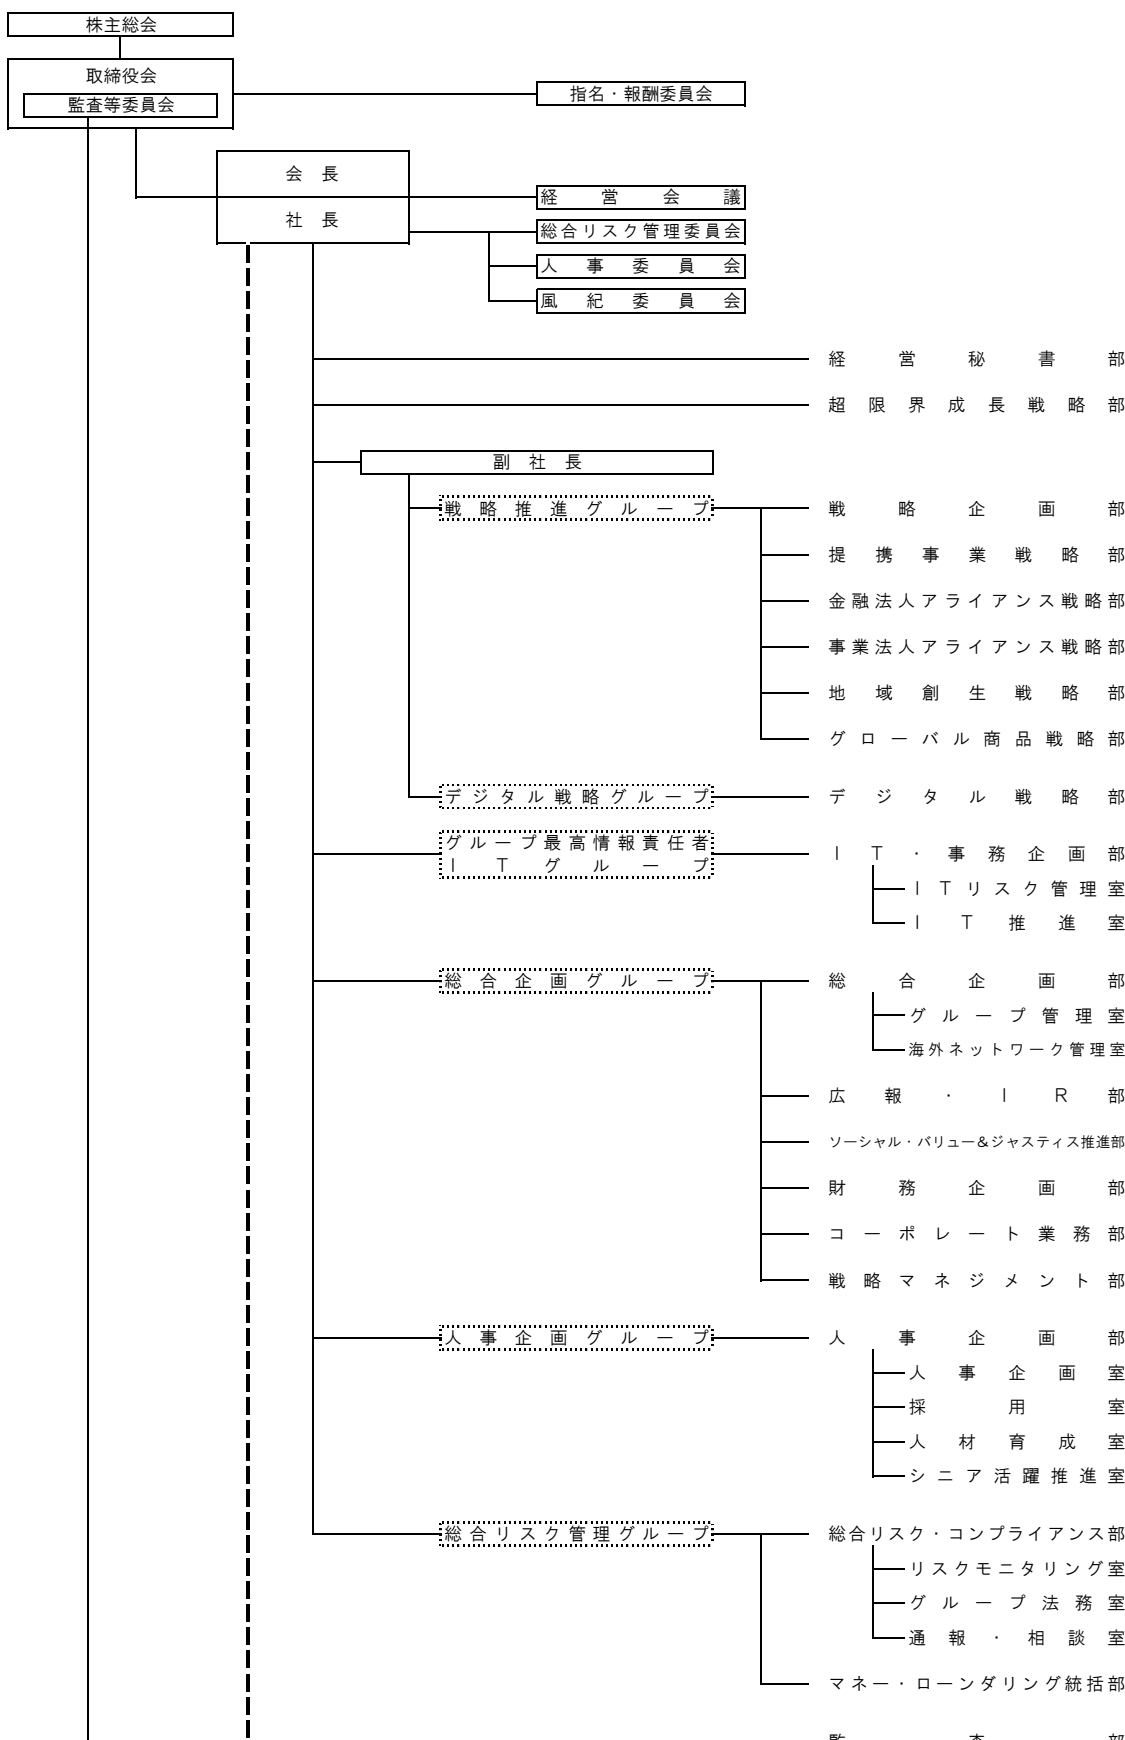 株主総会
取締役会
監査等委員会
指名・報酬委員会
会長
経営会議
社長
総合リスク管理委員会
人事委員会
風紀委員会
経営秘書部
超限界成長戦略部
副社長
戦略推進グループ 戦略企画部
提携事業戦略部
金融法人アライアンス戦略部
事業法人アライアンス戦略部
地域創生戦略部
グローバル商品戦略部
デジタル戦略グループ デジタル戦略部
グループ最高情報責任者
ITグループ
IT・事務企画部
ITリスク管理室
IT推進室
総合企画グループ 総合企画部
グループ管理室
海外ネットワーク管理室
広報・IR部
ソーシャル・バリュー&ジャスティス推進部
財務企画部
コーポレート業務部
戦略マネジメント部
人事企画グループ 人事企画部
人事企画室
採用室
人材育成室
シニア活躍推進室
総合リスク管理グループ 総合リスク・コンプライアンス部
リスクモニタリング室
グループ法務室
通報・相談室
マネー・ローンダリング統括部
監査部